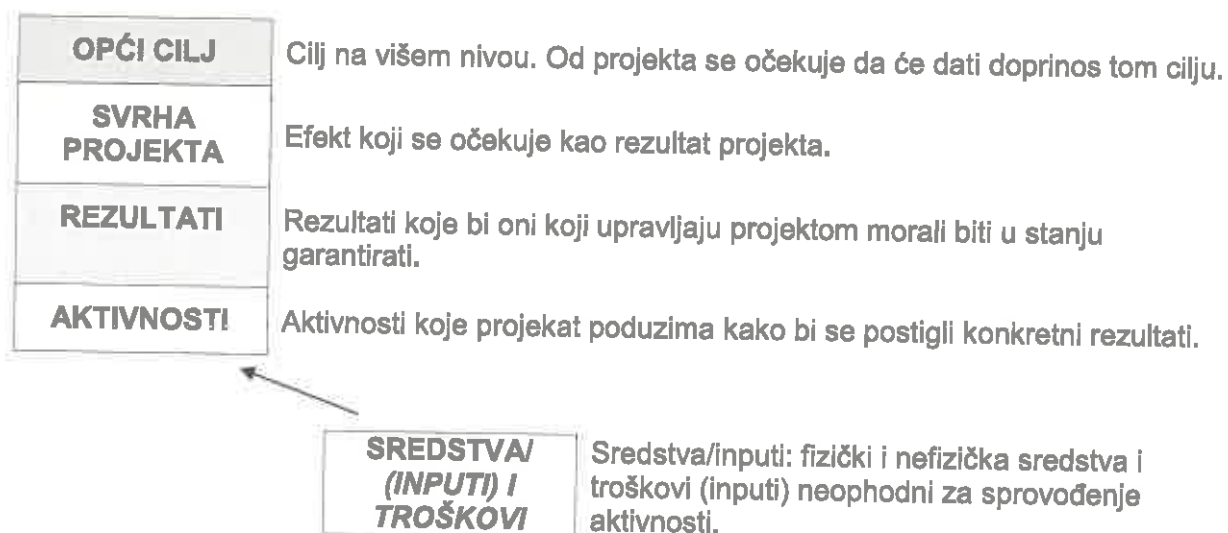 OPĆI CILJ
Cilj na višem nivou. Od projekta se očekuje da će dati doprinos tom cilju.
SVRHA
PROJEKTA
Efekt koji se očekuje kao rezultat projekta.
REZULTATI
Rezultati koje bi oni koji upravljaju projektom morali biti u stanju
garantirati.
AKTIVNOSTI
Aktivnosti koje projekat poduzima kako bi se postigli konkretni rezultati.
SREDSTVA/
(INPUTI) I
TROŠKOVI
Sredstva/inputi: fizički i nefizička sredstva i
troškovi (inputi) neophodni za sprovođenje
aktivnosti.